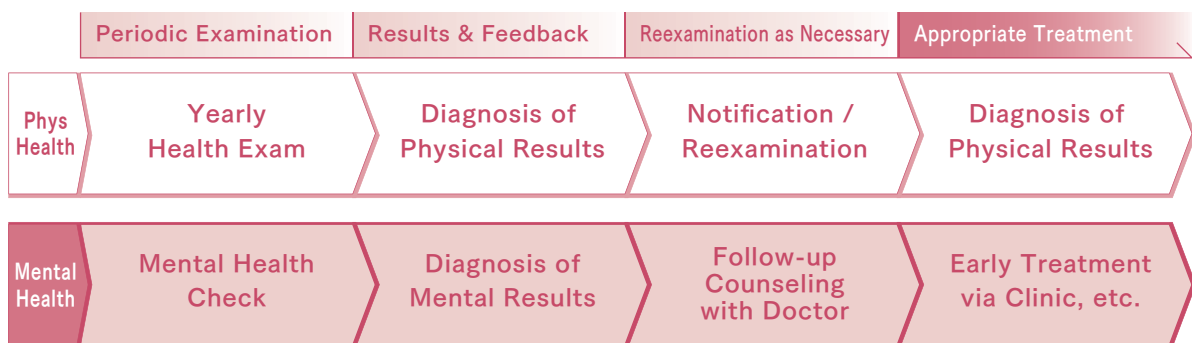 Periodic Examination
Results & Feedback
Reexamination as Necessary
Appropriate Treatment
Phys
Health
Yearly
Health Exam
Diagnosis of
Physical Results
Notification /
Reexamination
Diagnosis of
Physical Results
Mental
Health
Mental Health
Check
Diagnosis of
Mental Results
Follow-up
Counseling
with Doctor
Early Treatment
via Clinic, etc.